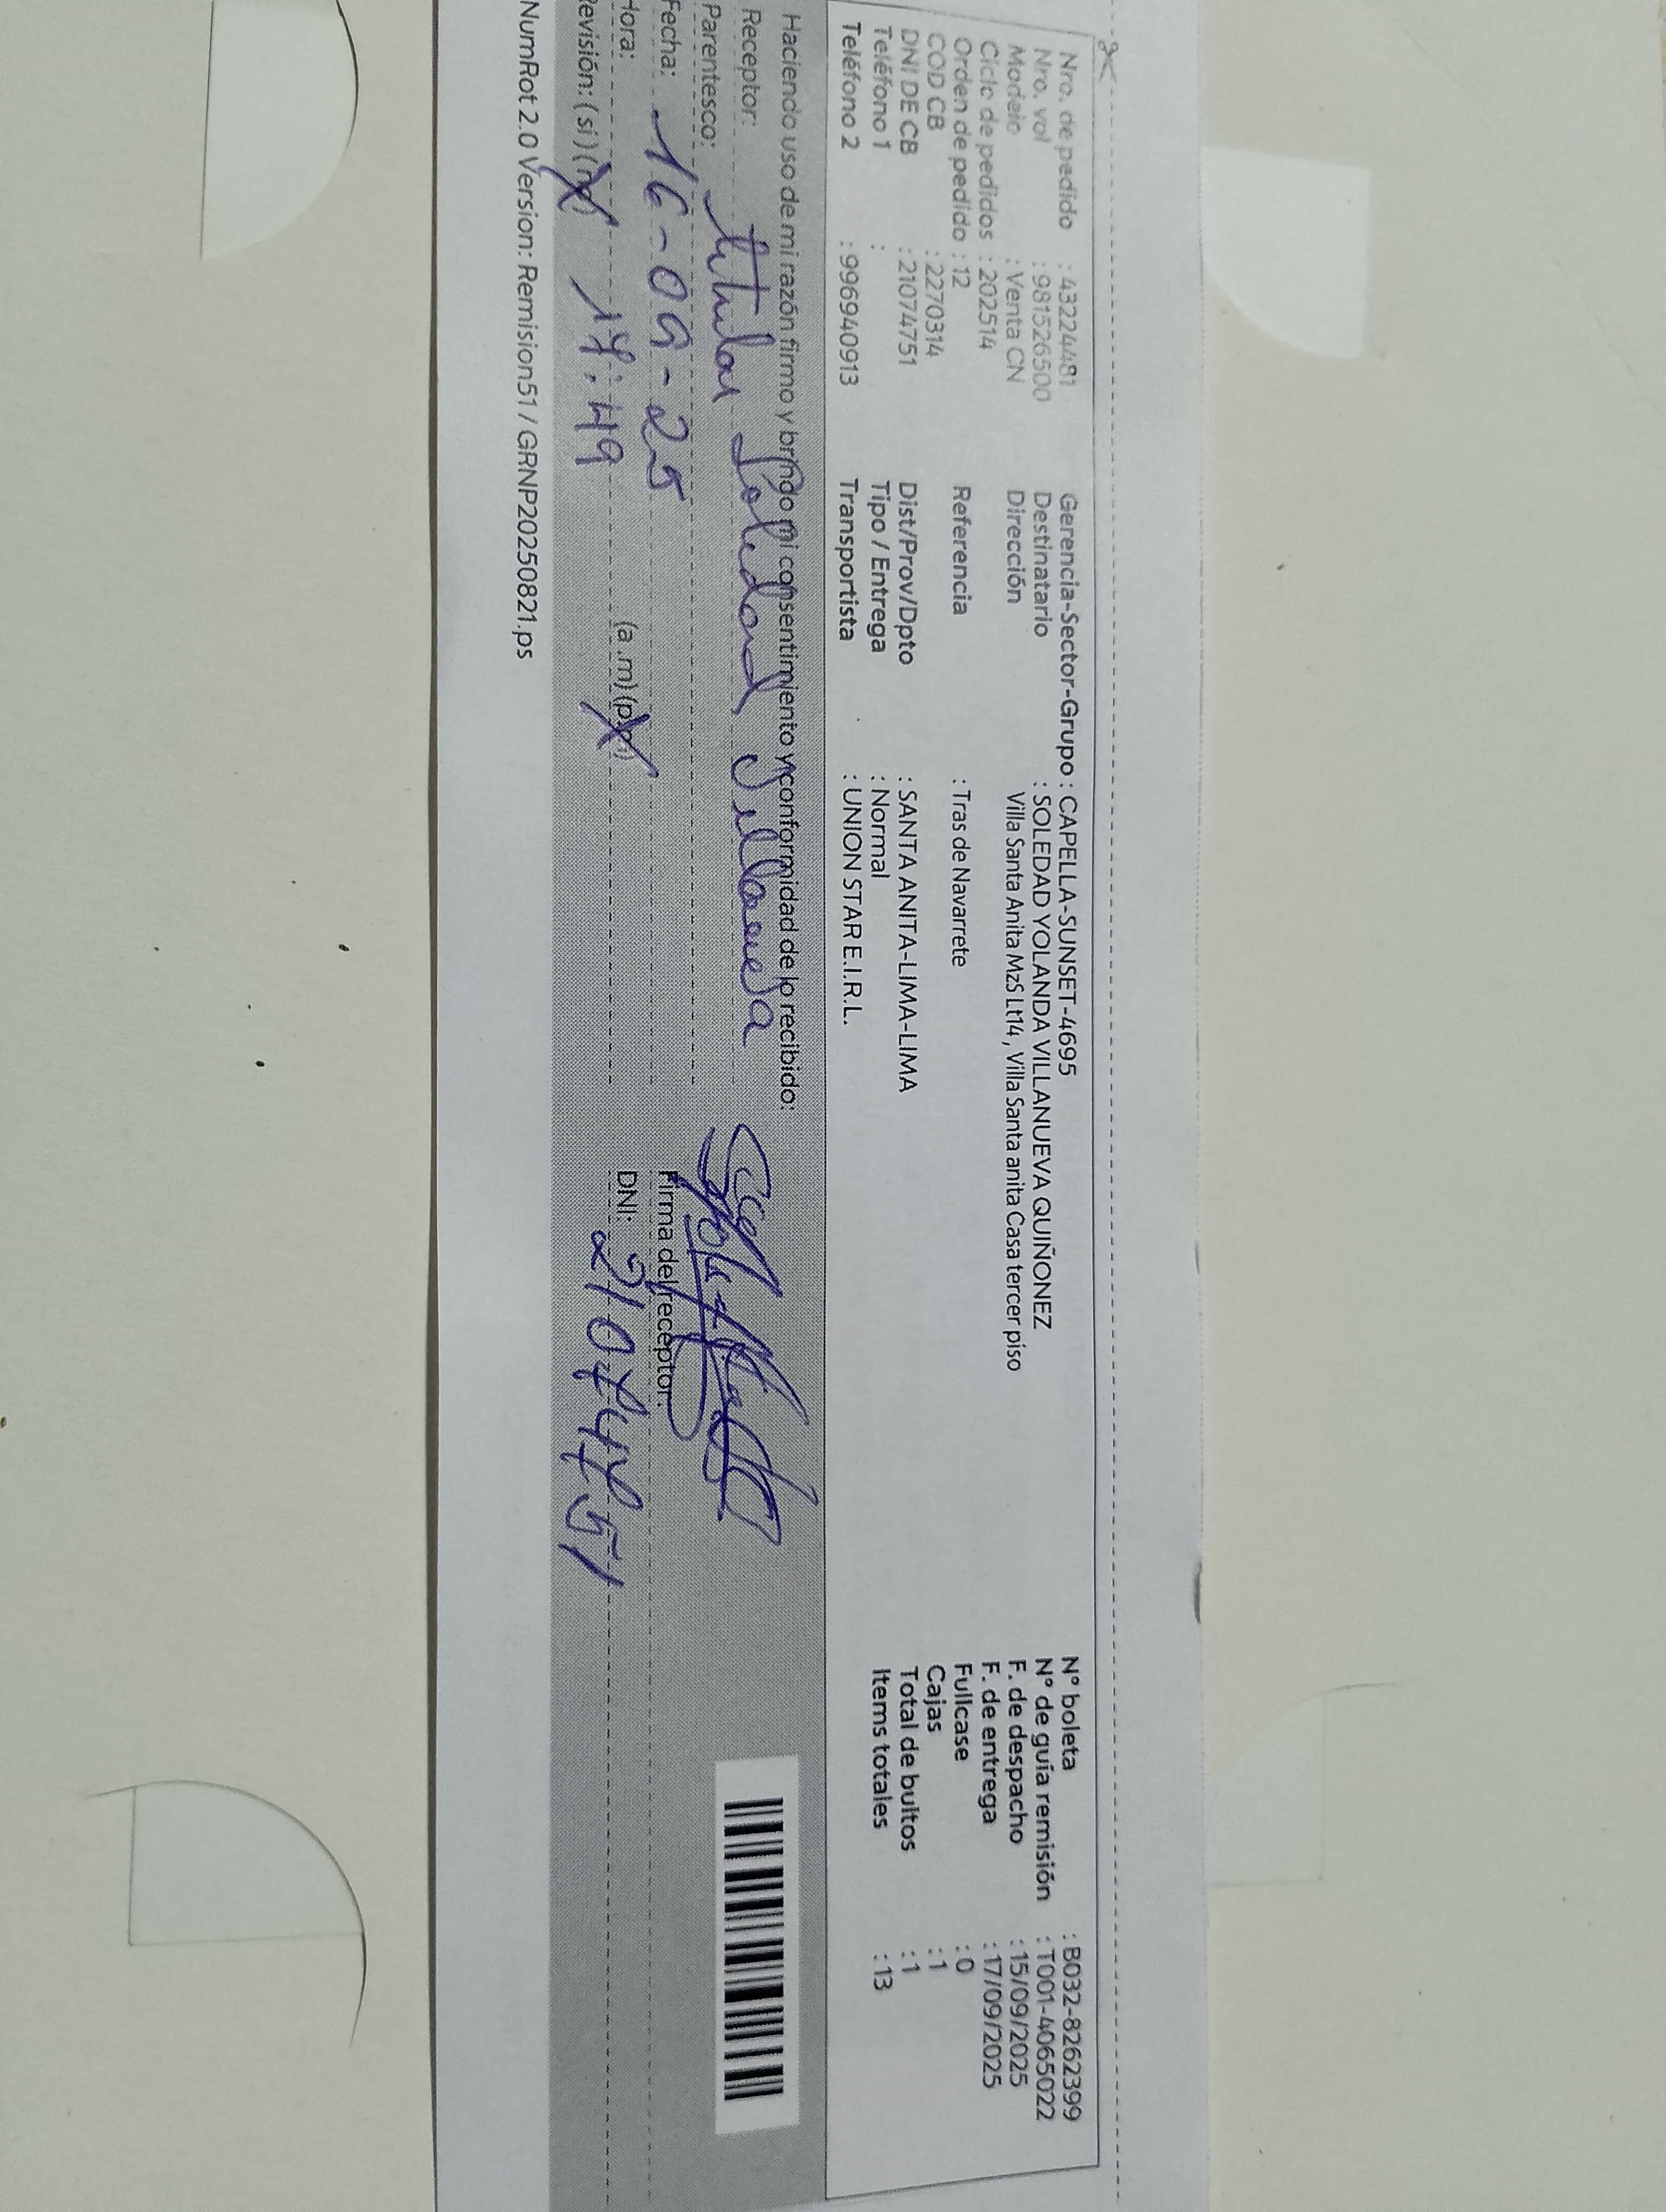 Nro. de pedido : 43224481
Nro. vol : 981526500
Modelo : Venta CN
Ciclo de pedidos : 202514
Orden de pedido : 12
COD CB : 2270314
DNI DE CB : 21074751
Teléfono 1 :
Teléfono 2 : 996940913
Gerencia-Sector-Grupo : CAPELLA-SUNSET-4695
Destinatario : SOLEDAD YOLANDA VILLANUEVA QUIÑONEZ
Dirección Villa Santa Anita MzS Lt14, Villa Santa anita Casa tercer piso
Referencia : Tras de Navarrete
Dist/Prov/Dpto : SANTA ANITA-LIMA-LIMA
Tipo / Entrega : Normal
Transportista : UNION STAR E.I.R.L.
N° boleta : B032-8262399
N° de guía remisión : T001-4065022
F. de despacho : 15/09/2025
F. de entrega : 17/09/2025
Fullcase : 0
Cajas : 1
Total de bultos : 1
Items totales : 13
Haciendo uso de mi razón firmo y brindo mi consentimiento y conformidad de lo recibido:
Receptor: Soledad Villanueva
Parentesco: titular
Fecha: 16-09-25
Hora: 17:49 (a.m) (p.m)
Revisión: (si) (no)
Firma del receptor:
DNI: 21074751
NumRot 2.0 Version: Remision51 / GRNP20250821.ps